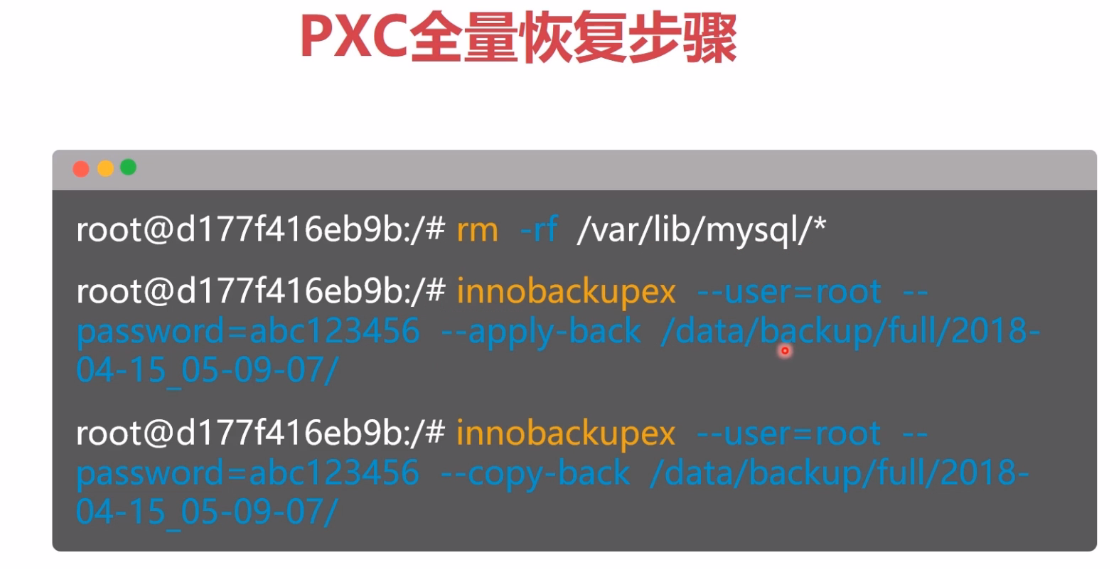 PXC全量恢复步骤
root@d177f416eb9b:/# rm -rf /var/lib/mysql/*
root@d177f416eb9b:/# innobackupex --user=root --
password=abc123456 --apply-back /data/backup/full/2018-
04-15_05-09-07/
root@d177f416eb9b:/# innobackupex --user=root --
password=abc123456 --copy-back /data/backup/full/2018-
04-15_05-09-07/